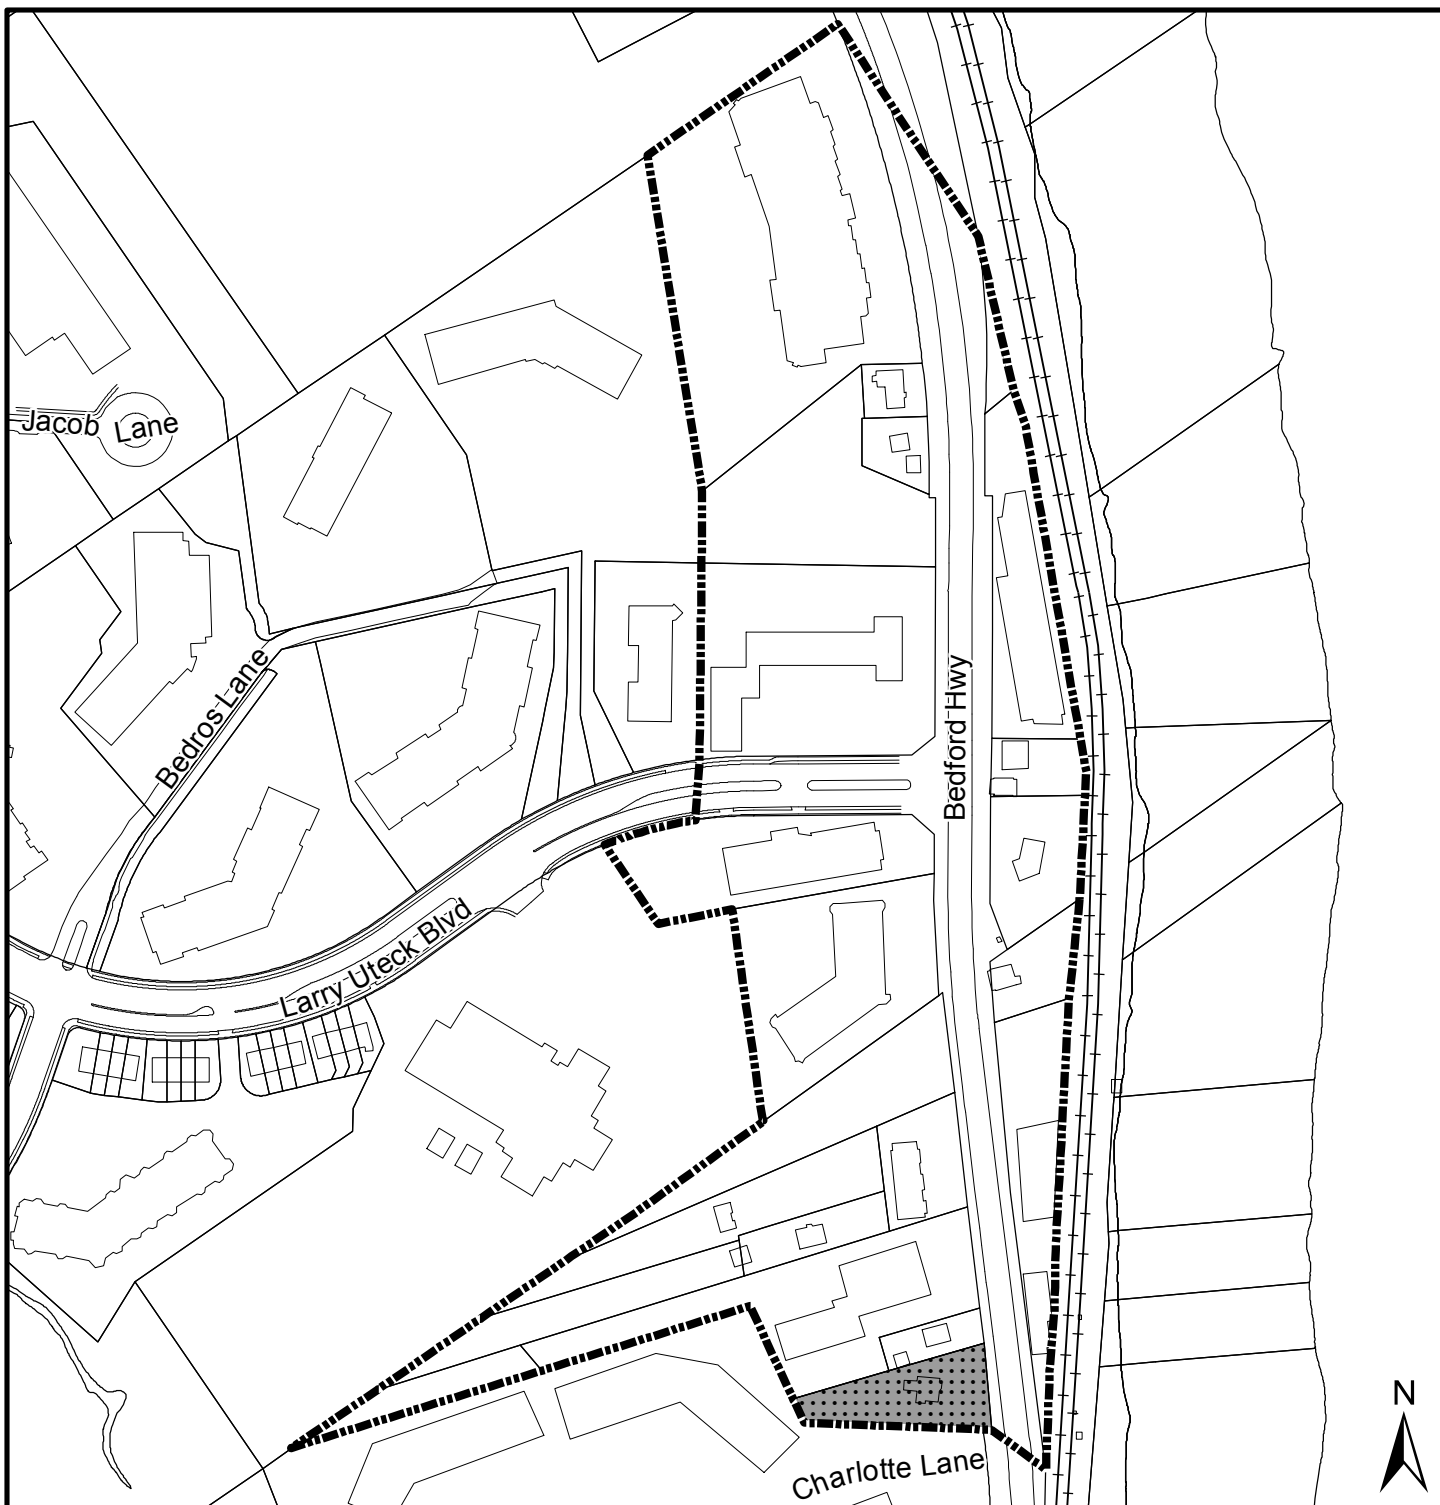 Jacob Lane
Bedros Lane
Bedford Hwy
Larry Uteck Blvd
N
Charlotte Lane